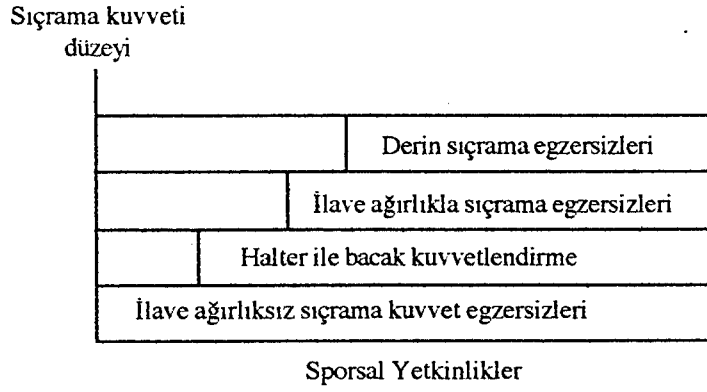 Sıçrama kuvveti
düzeyi
Derin sıçrama egzersizleri
İlave ağırlıkla sıçrama egzersizleri
Halter ile bacak kuvvetlendirme
İlave ağırlıksız sıçrama kuvvet egzersizleri
Sporsal Yetkinlikler